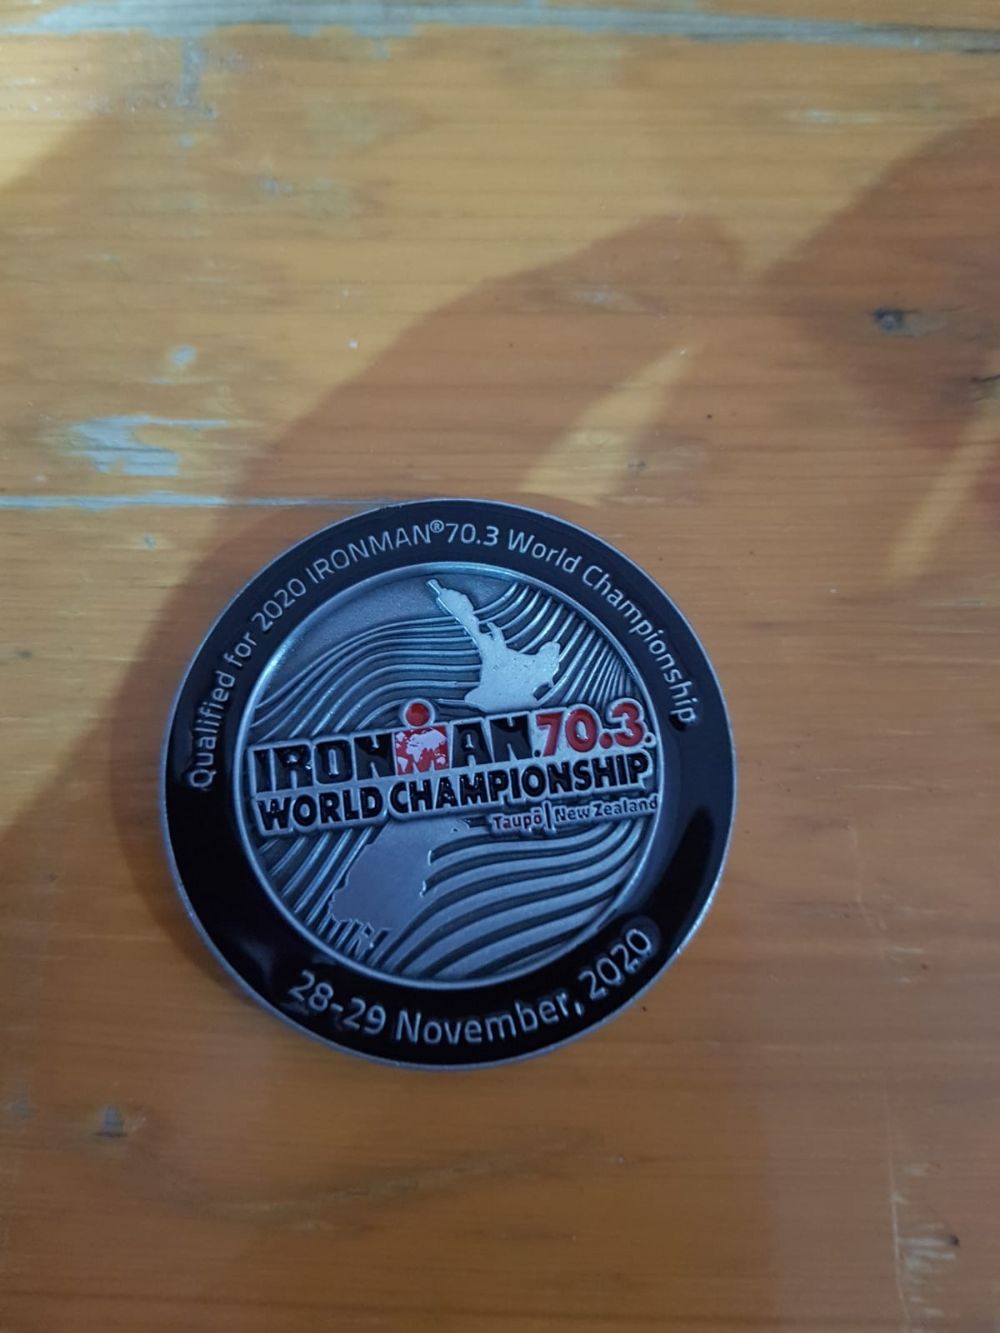 Qualified for 2020 IRONMAN®70.3 World Championship
IRONMAN 70.3
WORLD CHAMPIONSHIP
Taupō | New Zealand
28-29 November, 2020